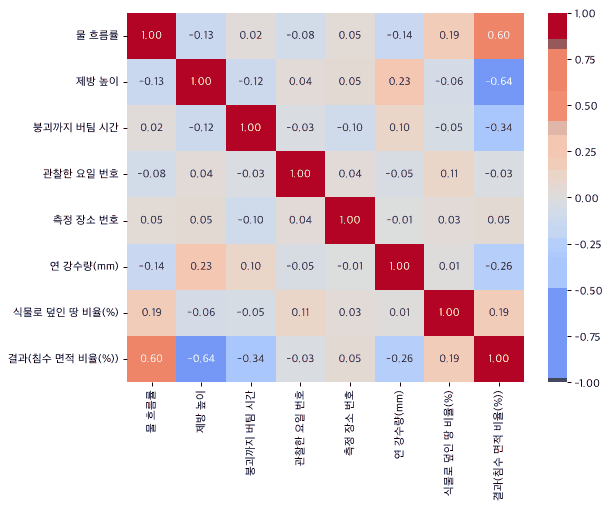 물 흐름률 1.00 -0.13 0.02 -0.08 0.05 -0.14 0.19 0.60
제방 높이 -0.13 1.00 -0.12 0.04 0.05 0.23 -0.06 -0.64
붕괴까지 버팀 시간 0.02 -0.12 1.00 -0.03 -0.10 0.10 -0.05 -0.34
관찰한 요일 번호 -0.08 0.04 -0.03 1.00 0.04 -0.05 0.11 -0.03
측정 장소 번호 0.05 0.05 -0.10 0.04 1.00 -0.01 0.03 0.05
연 강수량(mm) -0.14 0.23 0.10 -0.05 -0.01 1.00 0.01 -0.26
식물로 덮인 땅 비율(%) 0.19 -0.06 -0.05 0.11 0.03 0.01 1.00 0.19
결과(침수 면적 비율(%)) 0.60 -0.64 -0.34 -0.03 0.05 -0.26 0.19 1.00
물 흐름률
제방 높이
붕괴까지 버팀 시간
관찰한 요일 번호
측정 장소 번호
연 강수량(mm)
식물로 덮인 땅 비율(%)
결과(침수 면적 비율(%))
1.00
0.75
0.50
0.25
0.00
-0.25
-0.50
-0.75
-1.00